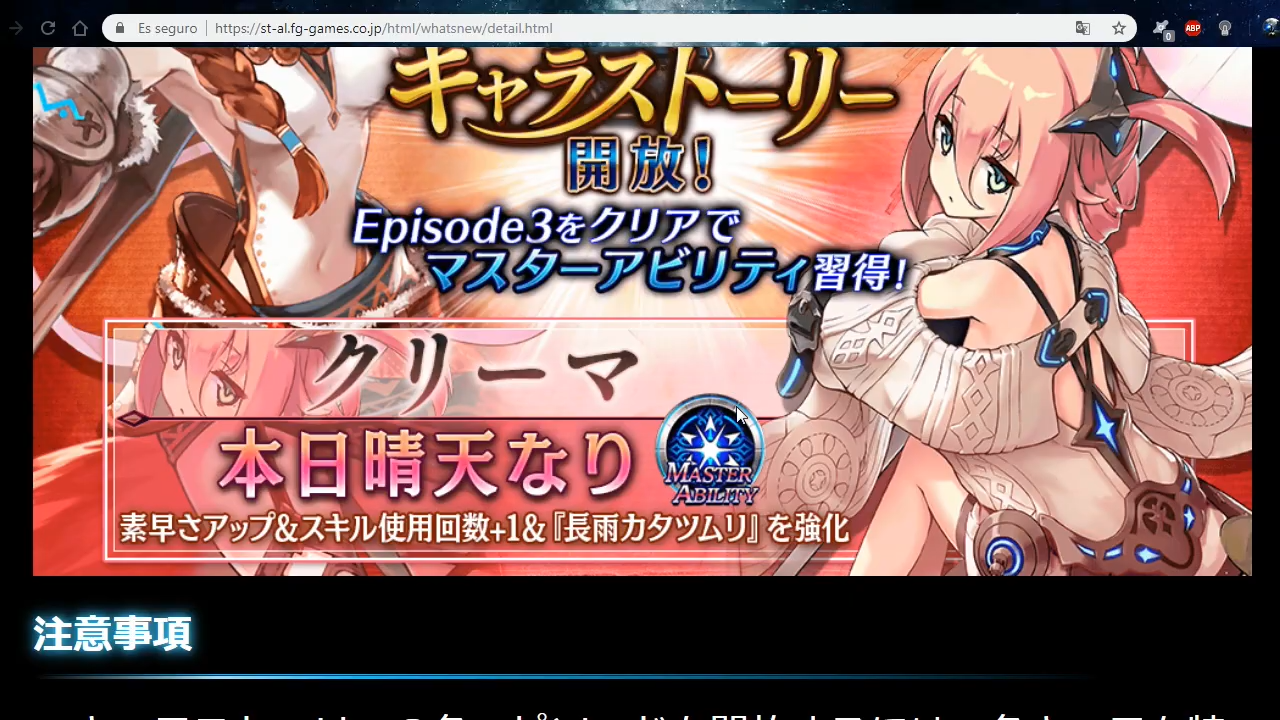 Es seguro
https://st-al.fg-games.co.jp/html/whatsnew/detail.html
0
ABP
キャラストーリー
開放!
Episode3をクリアで
マスターアビリティ習得!
クリーマ
本日晴天なり
MASTER
ABILITY
素早さアップ&スキル使用回数+1&『長雨カタツムリ』を強化
注意事項